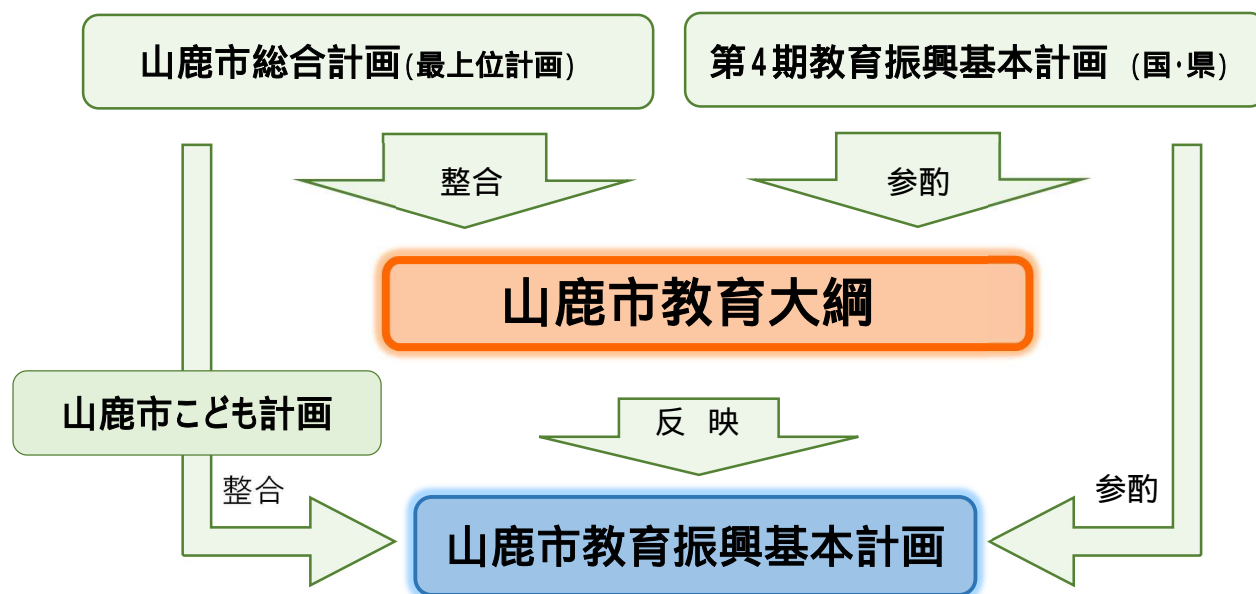 山鹿市総合計画(最上位計画)
第4期教育振興基本計画 (国・県)
整合
参酌
山鹿市教育大綱
山鹿市こども計画
反 映
整合
参酌
山鹿市教育振興基本計画